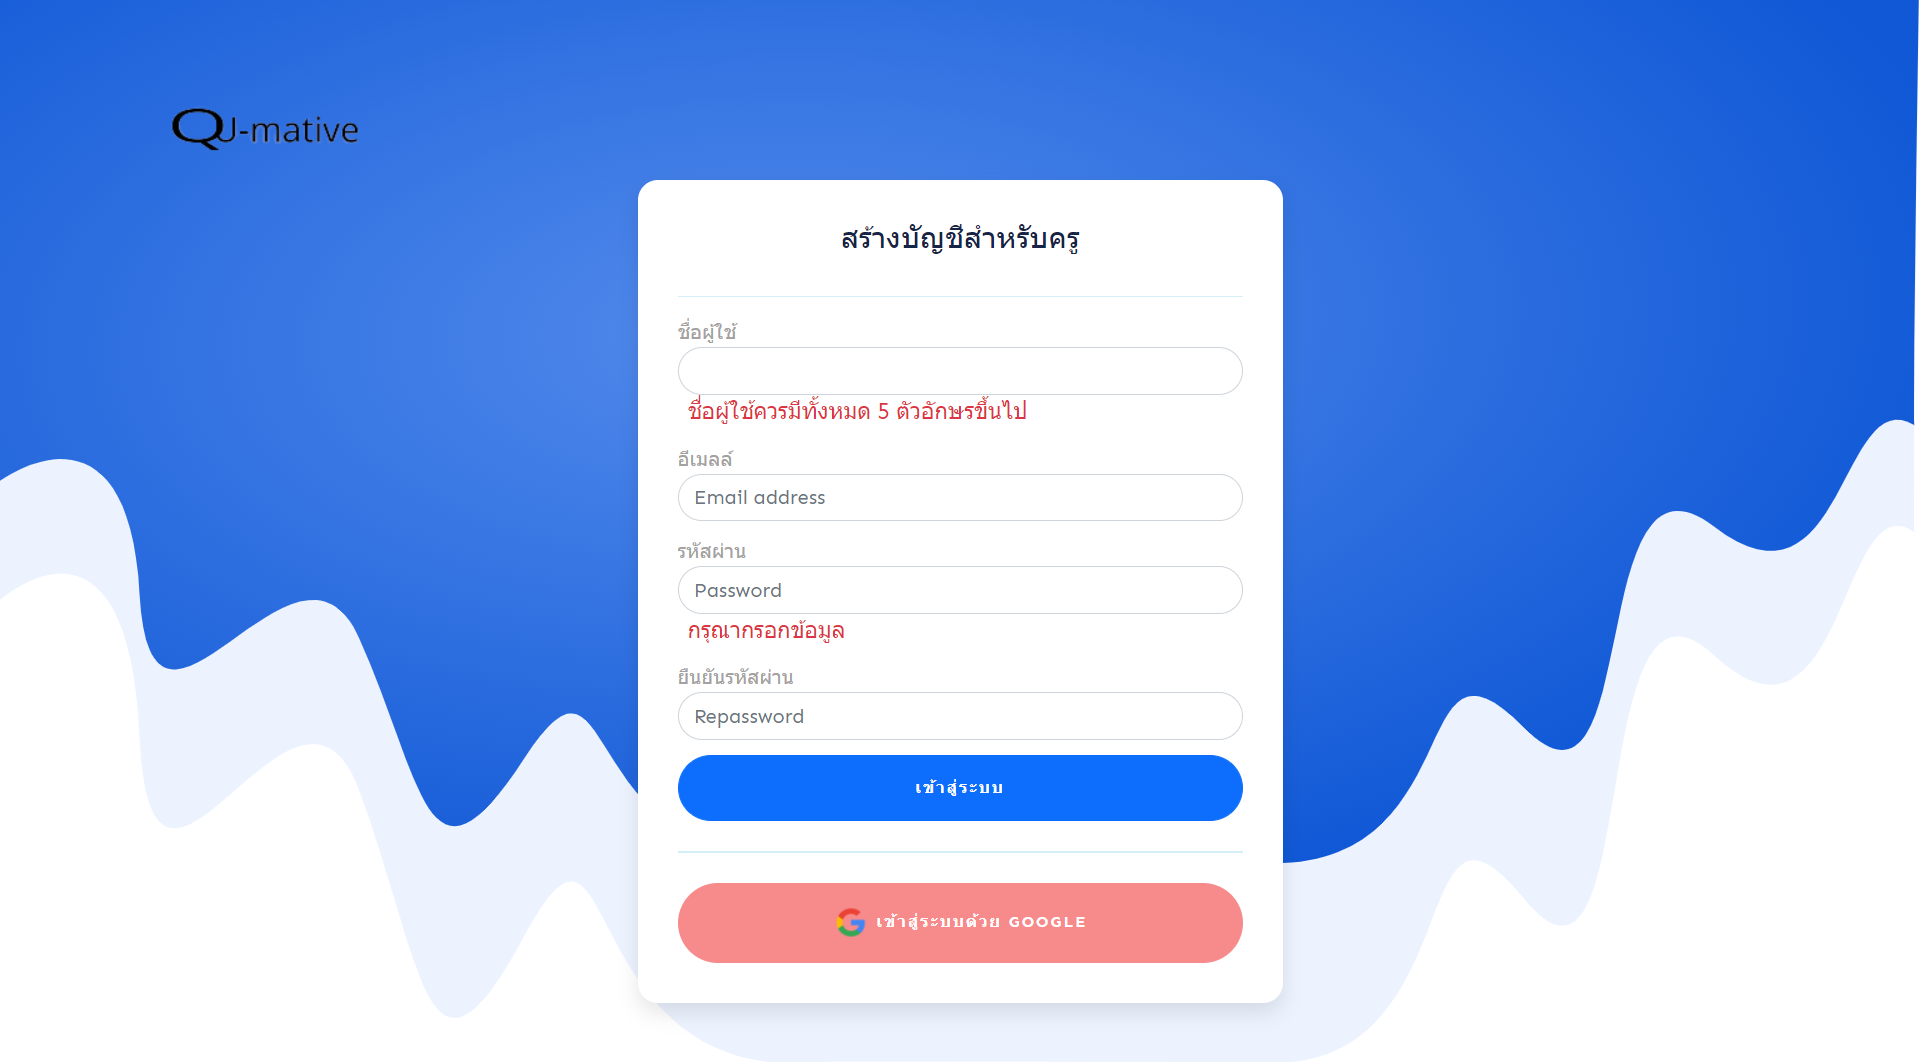 QU-mative
สร้างบัญชีสำหรับครู
ชื่อผู้ใช้
ชื่อผู้ใช้ควรมีทั้งหมด 5 ตัวอักษรขึ้นไป
อีเมลล์
Email address
รหัสผ่าน
Password
กรุณากรอกข้อมูล
ยืนยันรหัสผ่าน
Repassword
เข้าสู่ระบบ
เข้าสู่ระบบด้วย GOOGLE